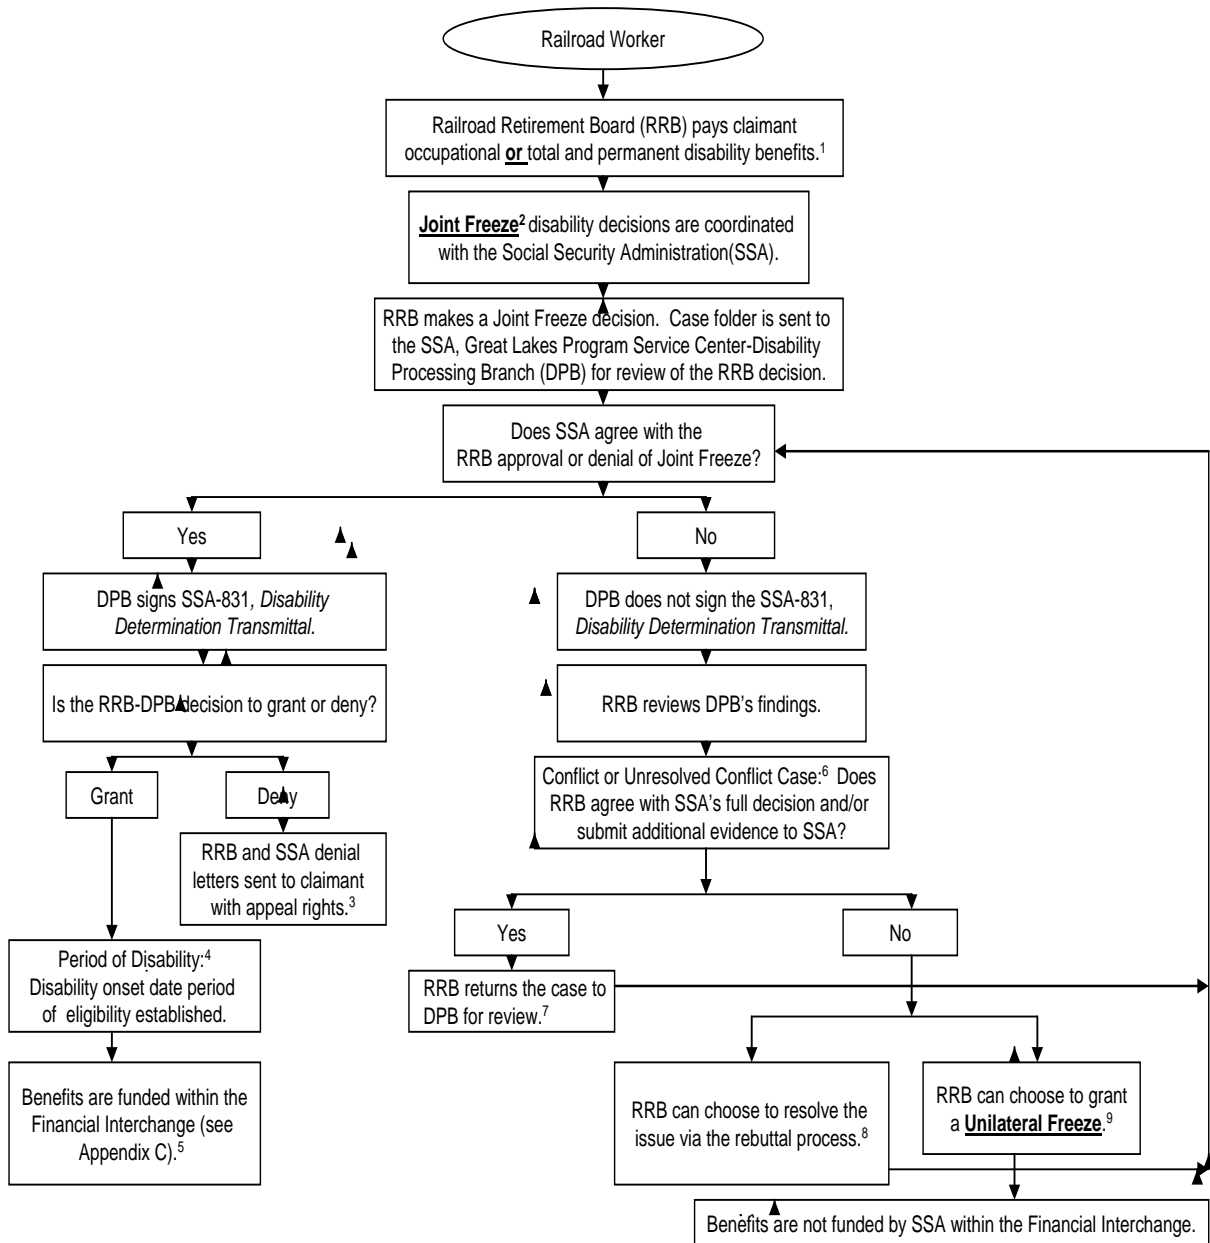 Railroad Worker
Railroad Retirement Board (RRB) pays claimant
occupational or total and permanent disability benefits.1
Joint Freeze2 disability decisions are coordinated
with the Social Security Administration(SSA).
RRB makes a Joint Freeze decision. Case folder is sent to
the SSA, Great Lakes Program Service Center-Disability
Processing Branch (DPB) for review of the RRB decision.
Does SSA agree with the
RRB approval or denial of Joint Freeze?
Yes
No
DPB signs SSA-831, Disability
Determination Transmittal.
DPB does not sign the SSA-831,
Disability Determination Transmittal.
Is the RRB-DPB decision to grant or deny?
RRB reviews DPB's findings.
Grant
Deny
Conflict or Unresolved Conflict Case:6 Does
RRB agree with SSA's full decision and/or
submit additional evidence to SSA?
RRB and SSA denial
letters sent to claimant
with appeal rights.3
Yes
No
Period of Disability:4
Disability onset date period
of eligibility established.
RRB returns the case to
DPB for review.7
Benefits are funded within the
Financial Interchange (see
Appendix C).5
RRB can choose to resolve the
issue via the rebuttal process.8
RRB can choose to grant
a Unilateral Freeze.9
Benefits are not funded by SSA within the Financial Interchange.